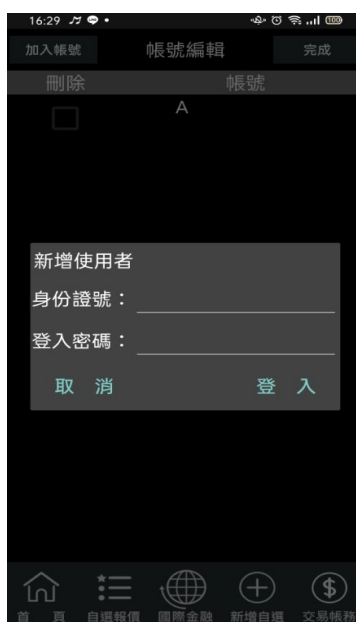 16:29
100
加入帳號 帳號編輯 完成
刪除 帳號
A
新增使用者
身份證號：
登入密碼：
取 消 登 入
首 頁 自選報價 國際金融 新增自選 交易帳務